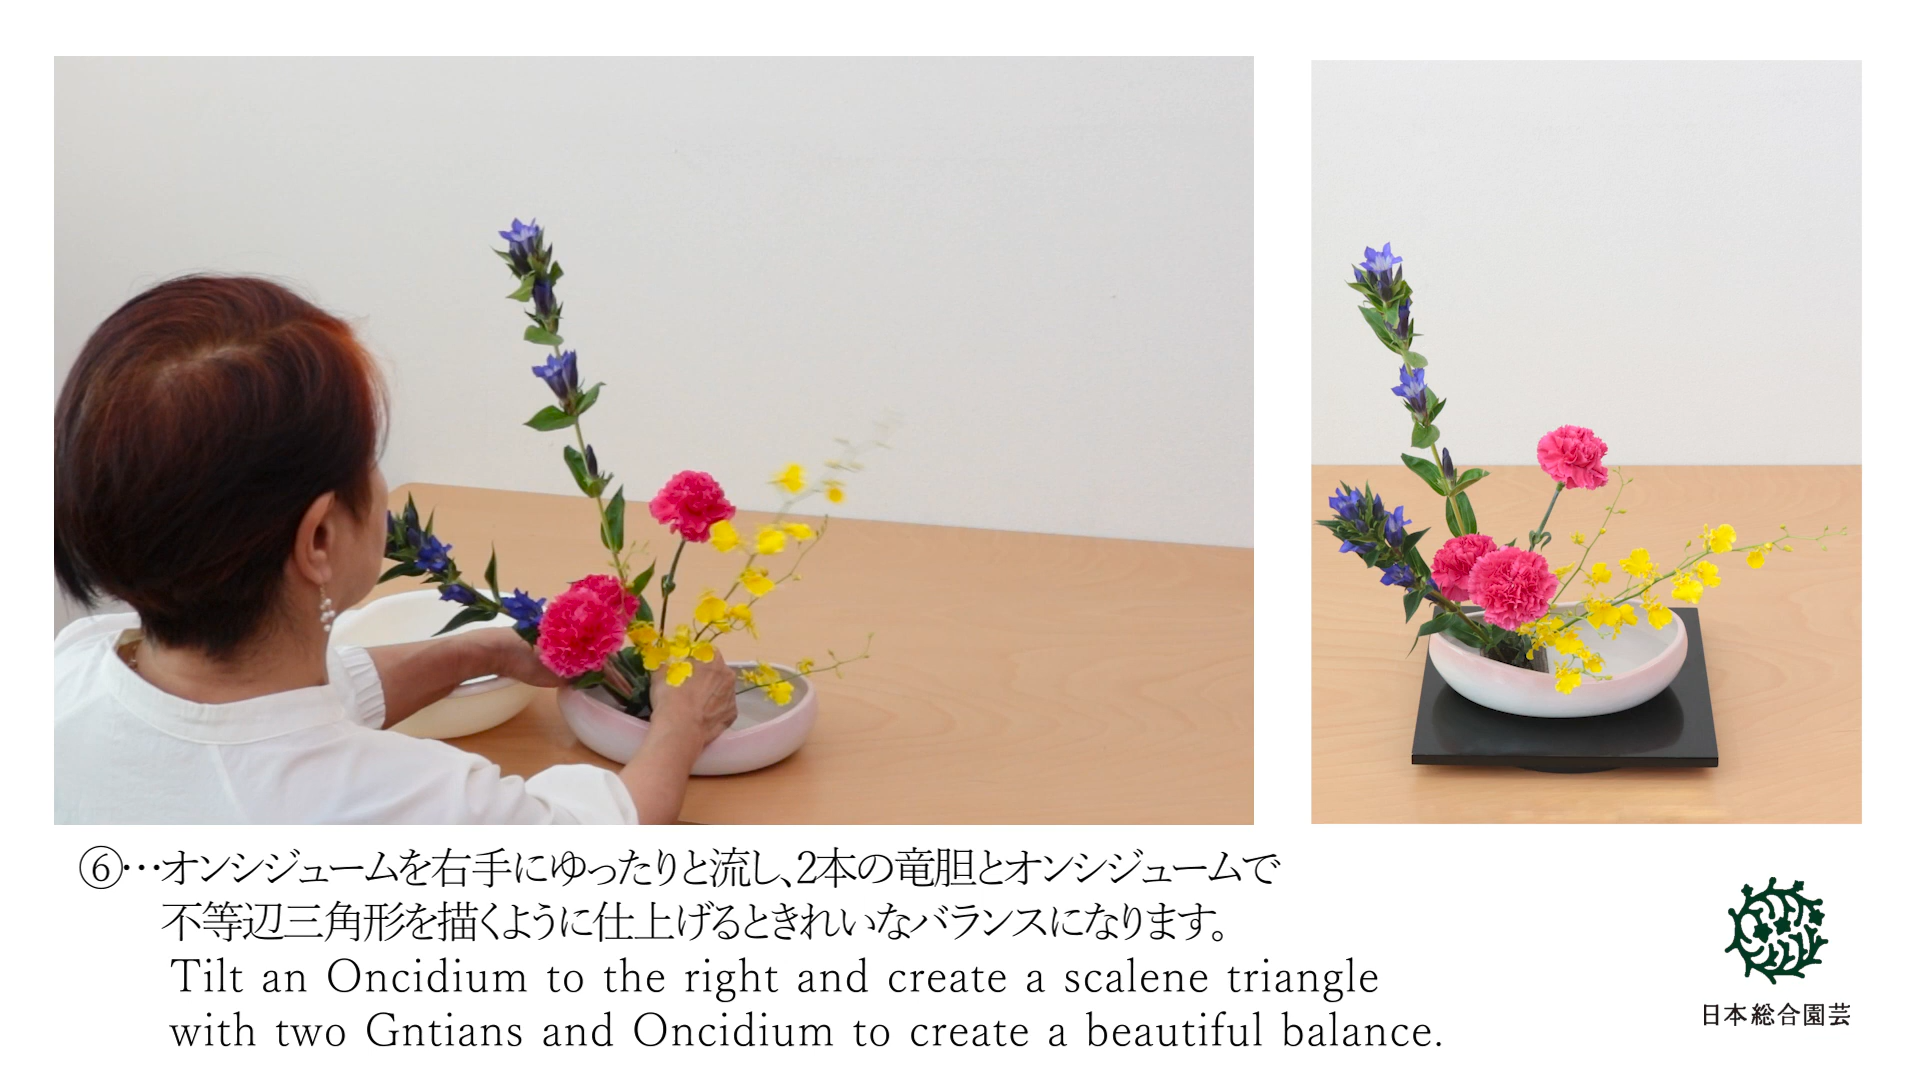 ⑥…オンシジュームを右手にゆったりと流し、2本の竜胆とオンシジュームで
不等辺三角形を描くように仕上げるときれいなバランスになります。
Tilt an Oncidium to the right and create a scalene triangle
with two Gntians and Oncidium to create a beautiful balance.
日本総合園芸